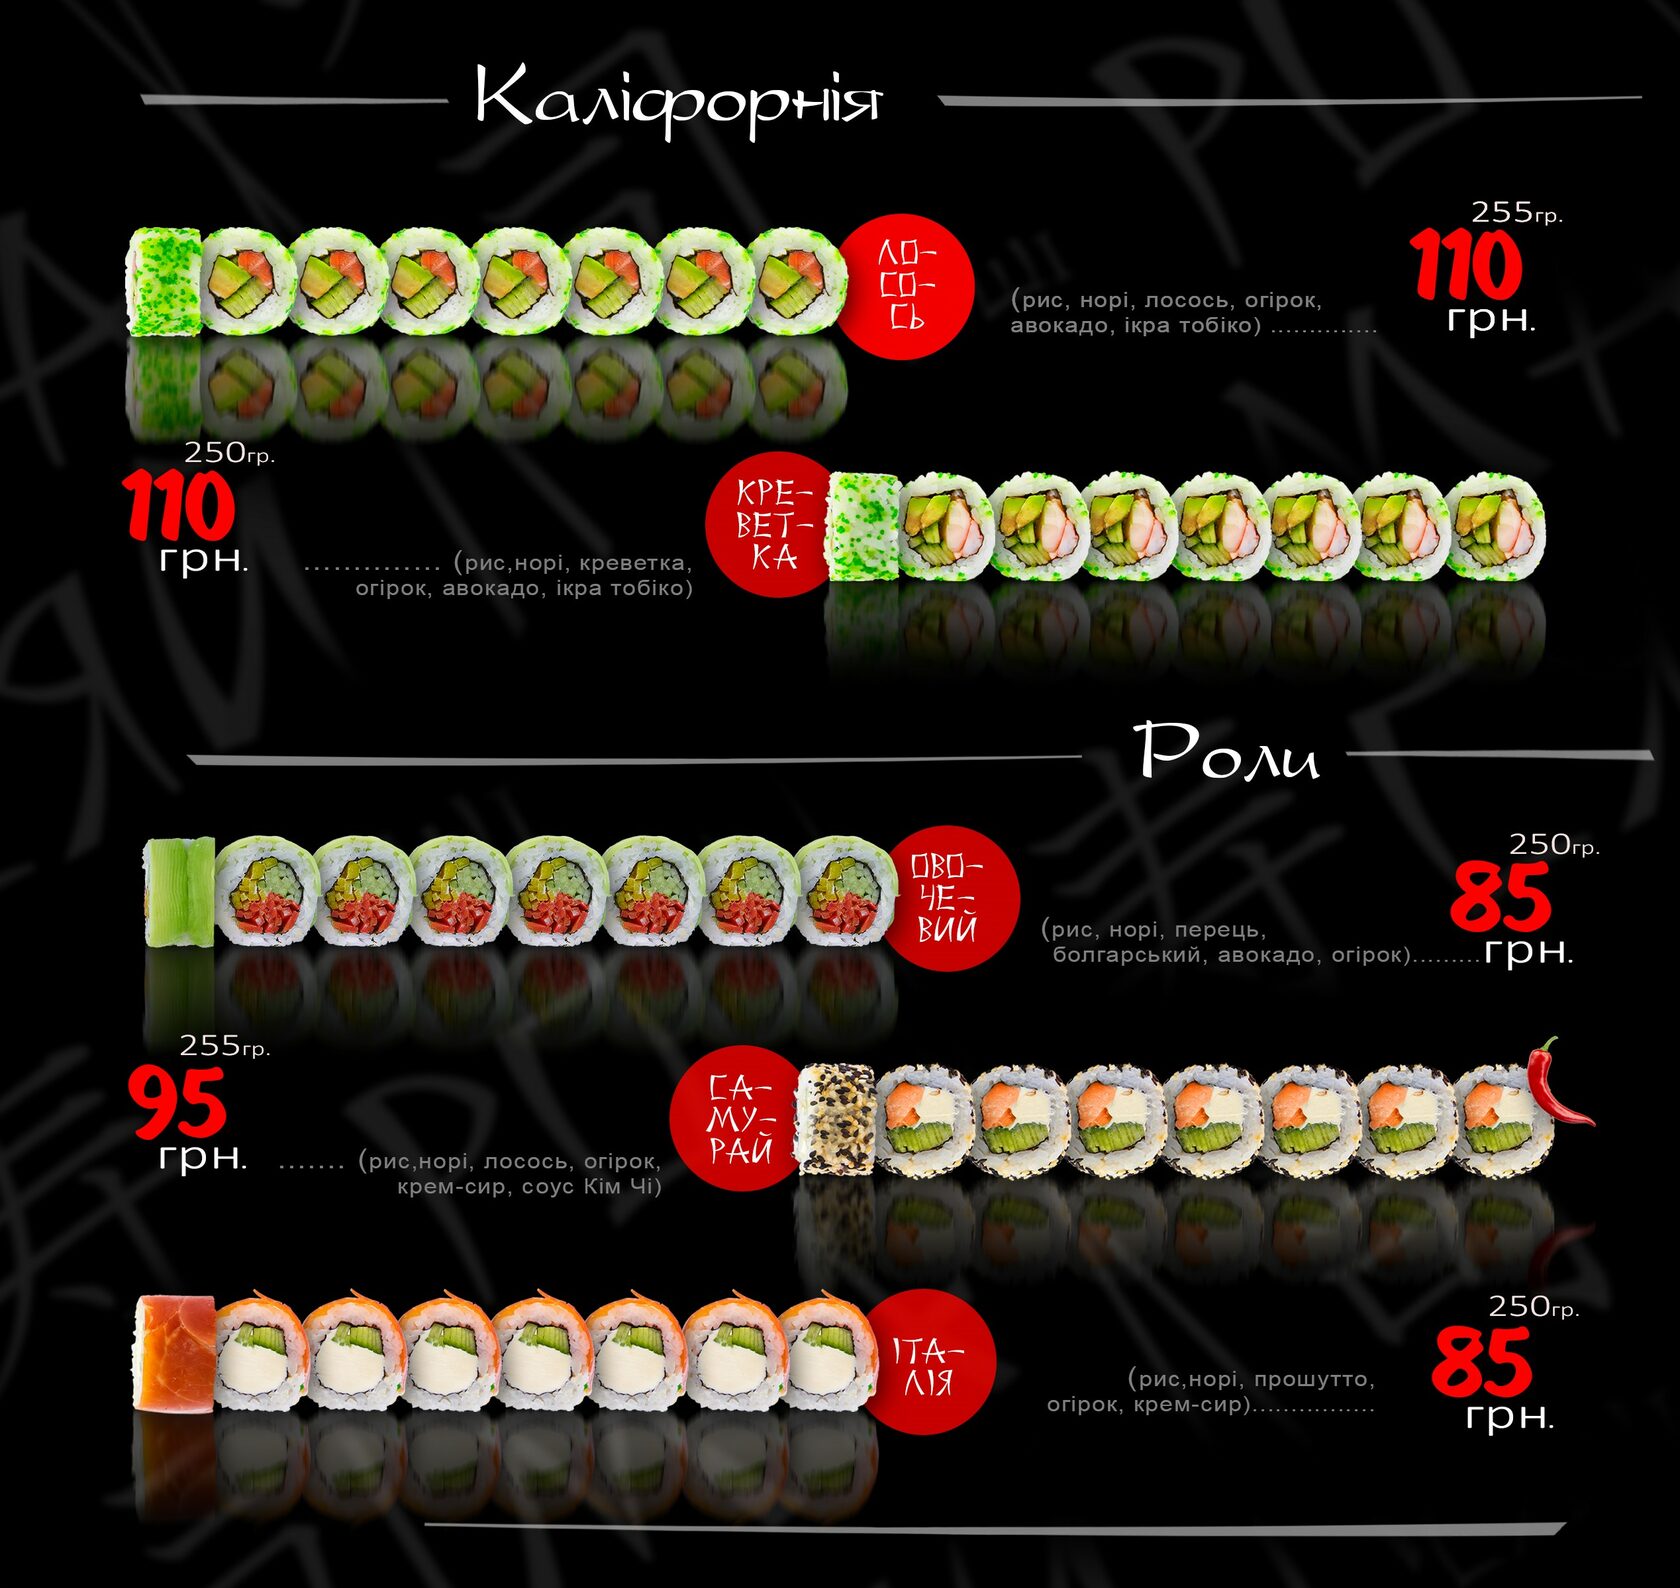 Каліфорнія
ЛО-
СО-
СЬ
(рис, норі, лосось, огірок,
авокадо, ікра тобіко) ..............
255гр.
110
грн.
250гр.
110
грн.
.............. (рис,норі, креветка,
огірок, авокадо, ікра тобіко)
КРЕ-
ВЕТ-
КА
Роли
ОВО-
ЧЕ-
ВИЙ
(рис, норі, перець,
болгарський, авокадо, огірок).........
250гр.
85
грн.
255гр.
95
грн.
....... (рис,норі, лосось, огірок,
крем-сир, соус Кім Чі)
СА-
МУ-
РАЙ
ІТА-
ЛІЯ
(рис,норі, прошутто,
огірок, крем-сир)................
250гр.
85
грн.